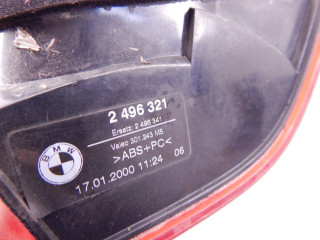 2 496 321
Ersatz: 2 496 341
Valeo 301.243 MS
>ABS+PC<
BMW
17.01.2000 11:24 06